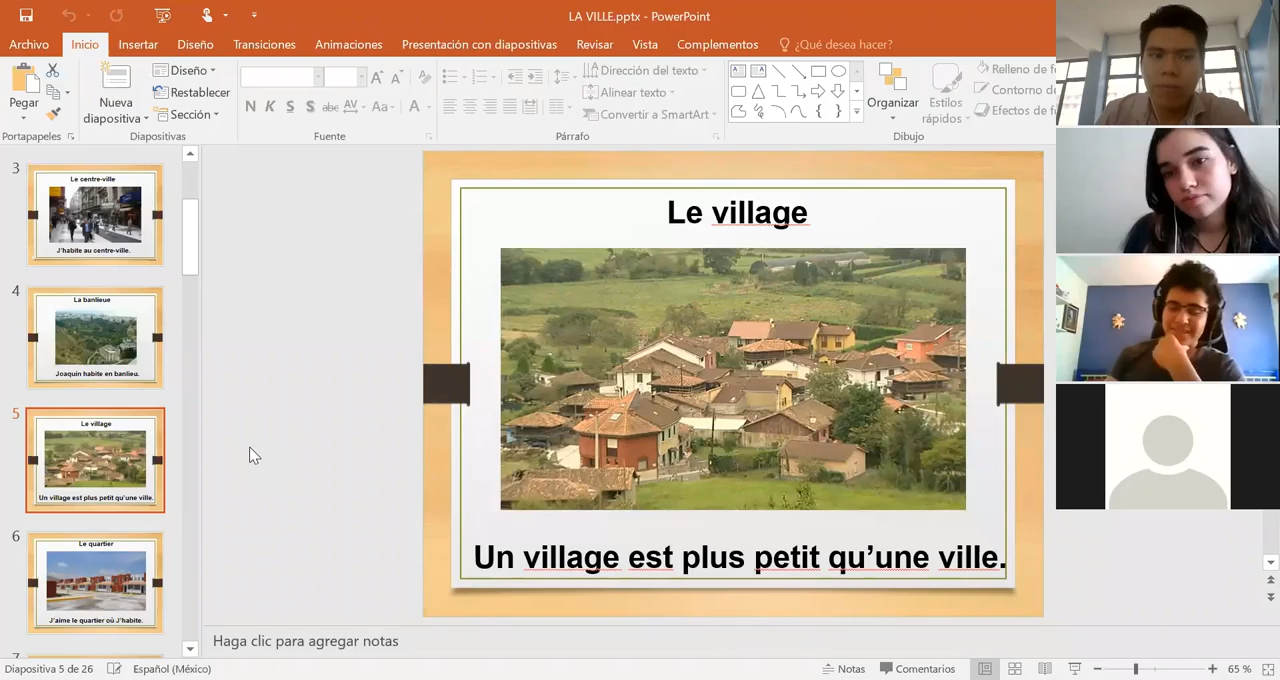 LA VILLE.pptx - PowerPoint
Archivo
Inicio
Insertar
Diseño
Transiciones
Animaciones
Presentación con diapositivas
Revisar
Vista
Complementos
¿Qué desea hacer?
Pegar
Nueva
diapositiva
Diseño
Restablecer
Sección
N K S S abc AV Aa A
Dirección del texto
Alinear texto
Convertir a SmartArt
Organizar
Estilos
rápidos
Relleno de
Contorno
Efectos de
Portapapeles
Diapositivas
Fuente
Párrafo
Dibujo
3
Le centre-ville
J'habite au centre-ville.
4
La banlieue
Joaquin habite en banlieu.
5
Le village
Un village est plus petit qu'une ville.
6
Le quartier
J'aime le quartier où J'habite.
Le village
Un village est plus petit qu’une ville.
Haga clic para agregar notas
Diapositiva 5 de 26
Español (México)
Notas
Comentarios
65 %